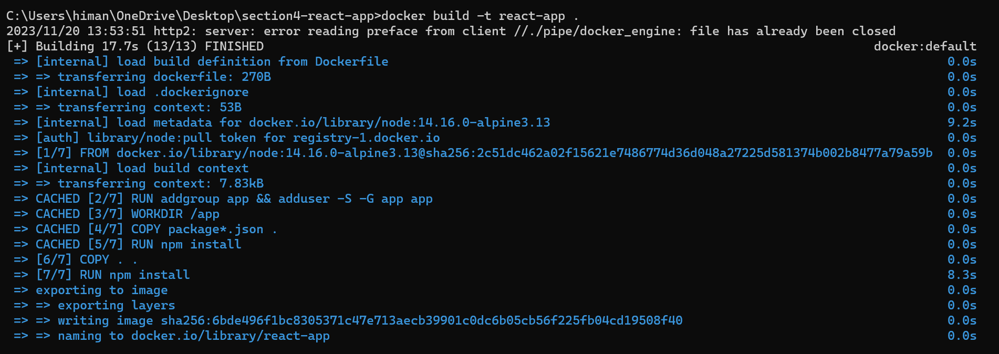 C:\Users\himan\OneDrive\Desktop\section4-react-app>docker build -t react-app .
2023/11/20 13:53:51 http2: server: error reading preface from client //./pipe/docker_engine: file has already been closed
[+] Building 17.7s (13/13) FINISHED docker:default
=> [internal] load build definition from Dockerfile 0.0s
=> => transferring dockerfile: 270B 0.0s
=> [internal] load .dockerignore 0.0s
=> => transferring context: 53B 0.0s
=> [internal] load metadata for docker.io/library/node:14.16.0-alpine3.13 9.2s
=> [auth] library/node:pull token for registry-1.docker.io 0.0s
=> [1/7] FROM docker.io/library/node:14.16.0-alpine3.13@sha256:2c51dc462a02f15621e7486774d36d048a27225d581374b002b8477a79a59b 0.0s
=> [internal] load build context 0.0s
=> => transferring context: 7.83kB 0.0s
=> CACHED [2/7] RUN addgroup app && adduser -S -G app app 0.0s
=> CACHED [3/7] WORKDIR /app 0.0s
=> CACHED [4/7] COPY package*.json . 0.0s
=> CACHED [5/7] RUN npm install 0.0s
=> [6/7] COPY . . 0.0s
=> [7/7] RUN npm install 8.3s
=> exporting to image 0.0s
=> => exporting layers 0.0s
=> => writing image sha256:6bde496f1bc8305371c47e713aecb39901c0dc6b05cb56f225fb04cd19508f40 0.0s
=> => naming to docker.io/library/react-app 0.0s